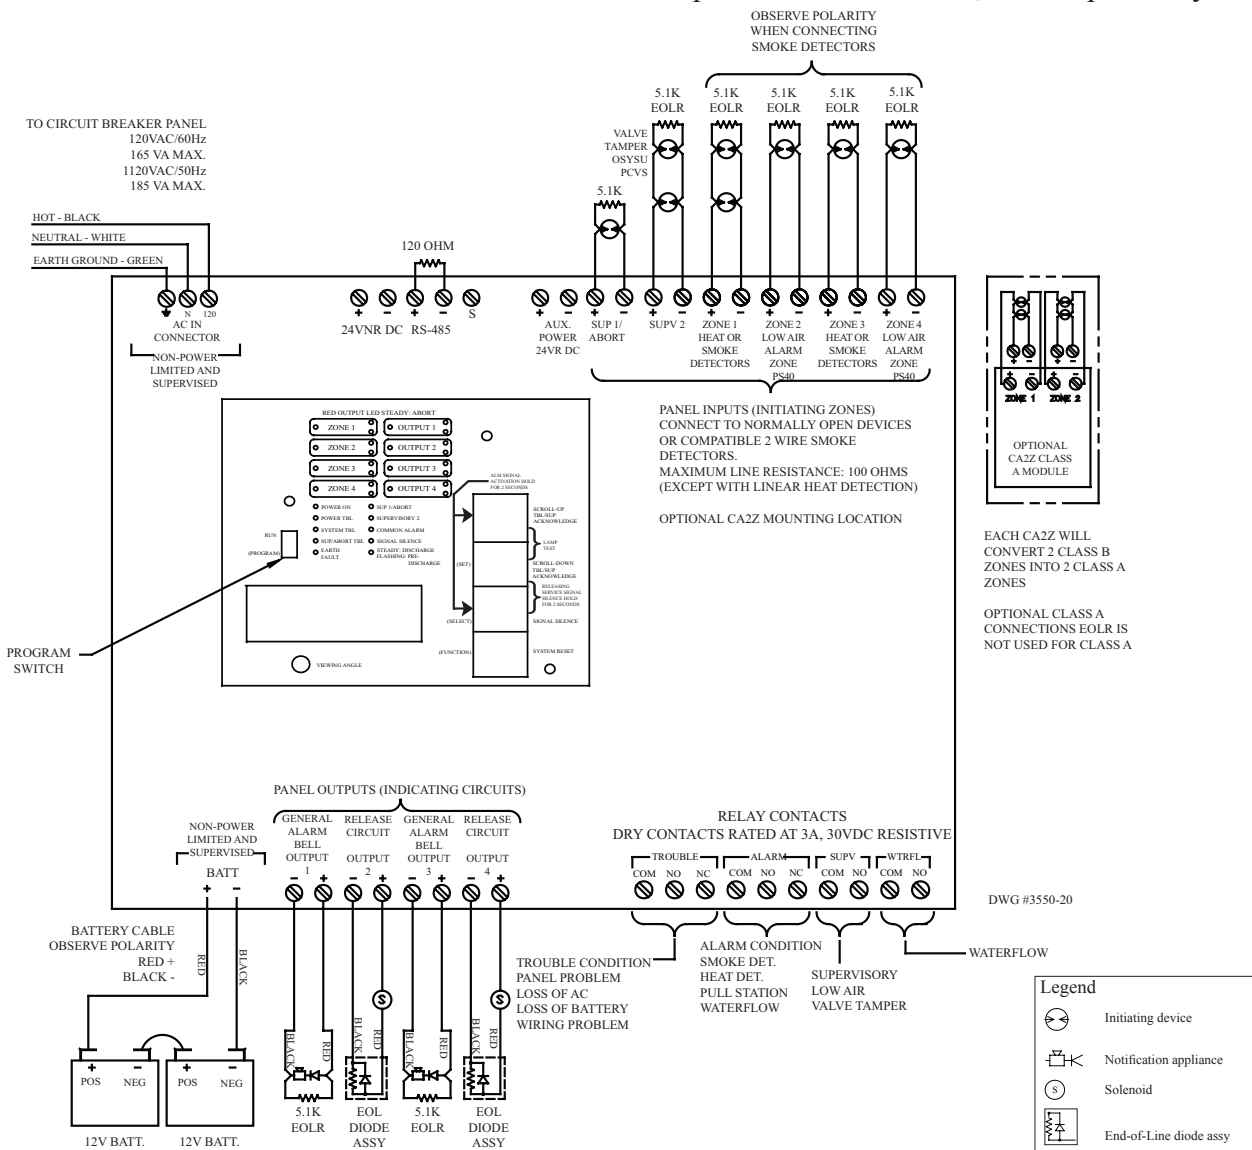 OBSERVE POLARITY
WHEN CONNECTING
SMOKE DETECTORS
5.1K
EOLR
5.1K
EOLR
5.1K
EOLR
5.1K
EOLR
5.1K
EOLR
TO CIRCUIT BREAKER PANEL
120VAC/60Hz
165 VA MAX.
1120VAC/50Hz
185 VA MAX.
VALVE
TAMPER
OSYSU
PCVS
5.1K
HOT - BLACK
NEUTRAL - WHITE
EARTH GROUND - GREEN
120 OHM
N 120
AC IN
CONNECTOR
NON-POWER
LIMITED AND
SUPERVISED
+ -
24VNR DC
+ -
RS-485
S
+ -
AUX.
POWER
24VR DC
+ -
SUP 1/
ABORT
+ -
SUPV 2
+ -
ZONE 1
HEAT OR
SMOKE
DETECTORS
+ -
ZONE 2
LOW AIR
ALARM
ZONE
PS40
+ -
ZONE 3
HEAT OR
SMOKE
DETECTORS
+ -
ZONE 4
LOW AIR
ALARM
ZONE
PS40
PANEL INPUTS (INITIATING ZONES)
CONNECT TO NORMALLY OPEN DEVICES
OR COMPATIBLE 2 WIRE SMOKE
DETECTORS.
MAXIMUM LINE RESISTANCE: 100 OHMS
(EXCEPT WITH LINEAR HEAT DETECTION)
OPTIONAL CA2Z MOUNTING LOCATION
+ - + -
+ - + -
ZONE 1 ZONE 2
OPTIONAL
CA2Z CLASS
A MODULE
EACH CA2Z WILL
CONVERT 2 CLASS B
ZONES INTO 2 CLASS A
ZONES
OPTIONAL CLASS A
CONNECTIONS EOLR IS
NOT USED FOR CLASS A
RED OUTPUT LED STEADY: ABORT
ZONE 1 OUTPUT 1
ZONE 2 OUTPUT 2
ZONE 3 OUTPUT 3
ZONE 4 OUTPUT 4
POWER ON SUP 1/ABORT
POWER TBL SUPERVISORY 2
SYSTEM TBL COMMON ALARM
SUP/ABORT TBL SIGNAL SILENCE
EARTH
FAULT
STEADY: DISCHARGE
FLASHING: PRE-
DISCHARGE
RUN
(PROGRAM)
ALM SIGNAL
ACTIVATION HOLD
FOR 2 SECONDS
SCROLL-UP
TBL/SUP
ACKNOWLEDGE
LAMP
TEST
(SET)
SCROLL-DOWN
TBL/SUP
ACKNOWLEDGE
RELEASING
SERVICE SIGNAL
SILENCE HOLD
FOR 2 SECONDS
(SELECT)
SIGNAL SILENCE
(FUNCTION)
SYSTEM RESET
VIEWING ANGLE
PROGRAM
SWITCH
PANEL OUTPUTS (INDICATING CIRCUITS)
NON-POWER
LIMITED AND
SUPERVISED
BATT
+ -
GENERAL
ALARM
BELL
OUTPUT
1
- +
RELEASE
CIRCUIT
OUTPUT
2
- +
GENERAL
ALARM
BELL
OUTPUT
3
- +
RELEASE
CIRCUIT
OUTPUT
4
- +
RELAY CONTACTS
DRY CONTACTS RATED AT 3A, 30VDC RESISTIVE
TROUBLE ALARM SUPV WTRFL
COM NO NC COM NO NC COM NO COM NO
DWG #3550-20
BATTERY CABLE
OBSERVE POLARITY
RED +
BLACK -
RED
BLACK
TROUBLE CONDITION
PANEL PROBLEM
LOSS OF AC
LOSS OF BATTERY
WIRING PROBLEM
ALARM CONDITION
SMOKE DET.
HEAT DET.
PULL STATION
WATERFLOW
SUPERVISORY
LOW AIR
VALVE TAMPER
WATERFLOW
S
S
BLACK
RED
BLACK
RED
BLACK
RED
BLACK
RED
+ -
POS NEG
12V BATT.
+ -
POS NEG
12V BATT.
5.1K
EOLR
EOL
DIODE
ASSY
5.1K
EOLR
EOL
DIODE
ASSY
Legend
Initiating device
Notification appliance
S Solenoid
End-of-Line diode assy